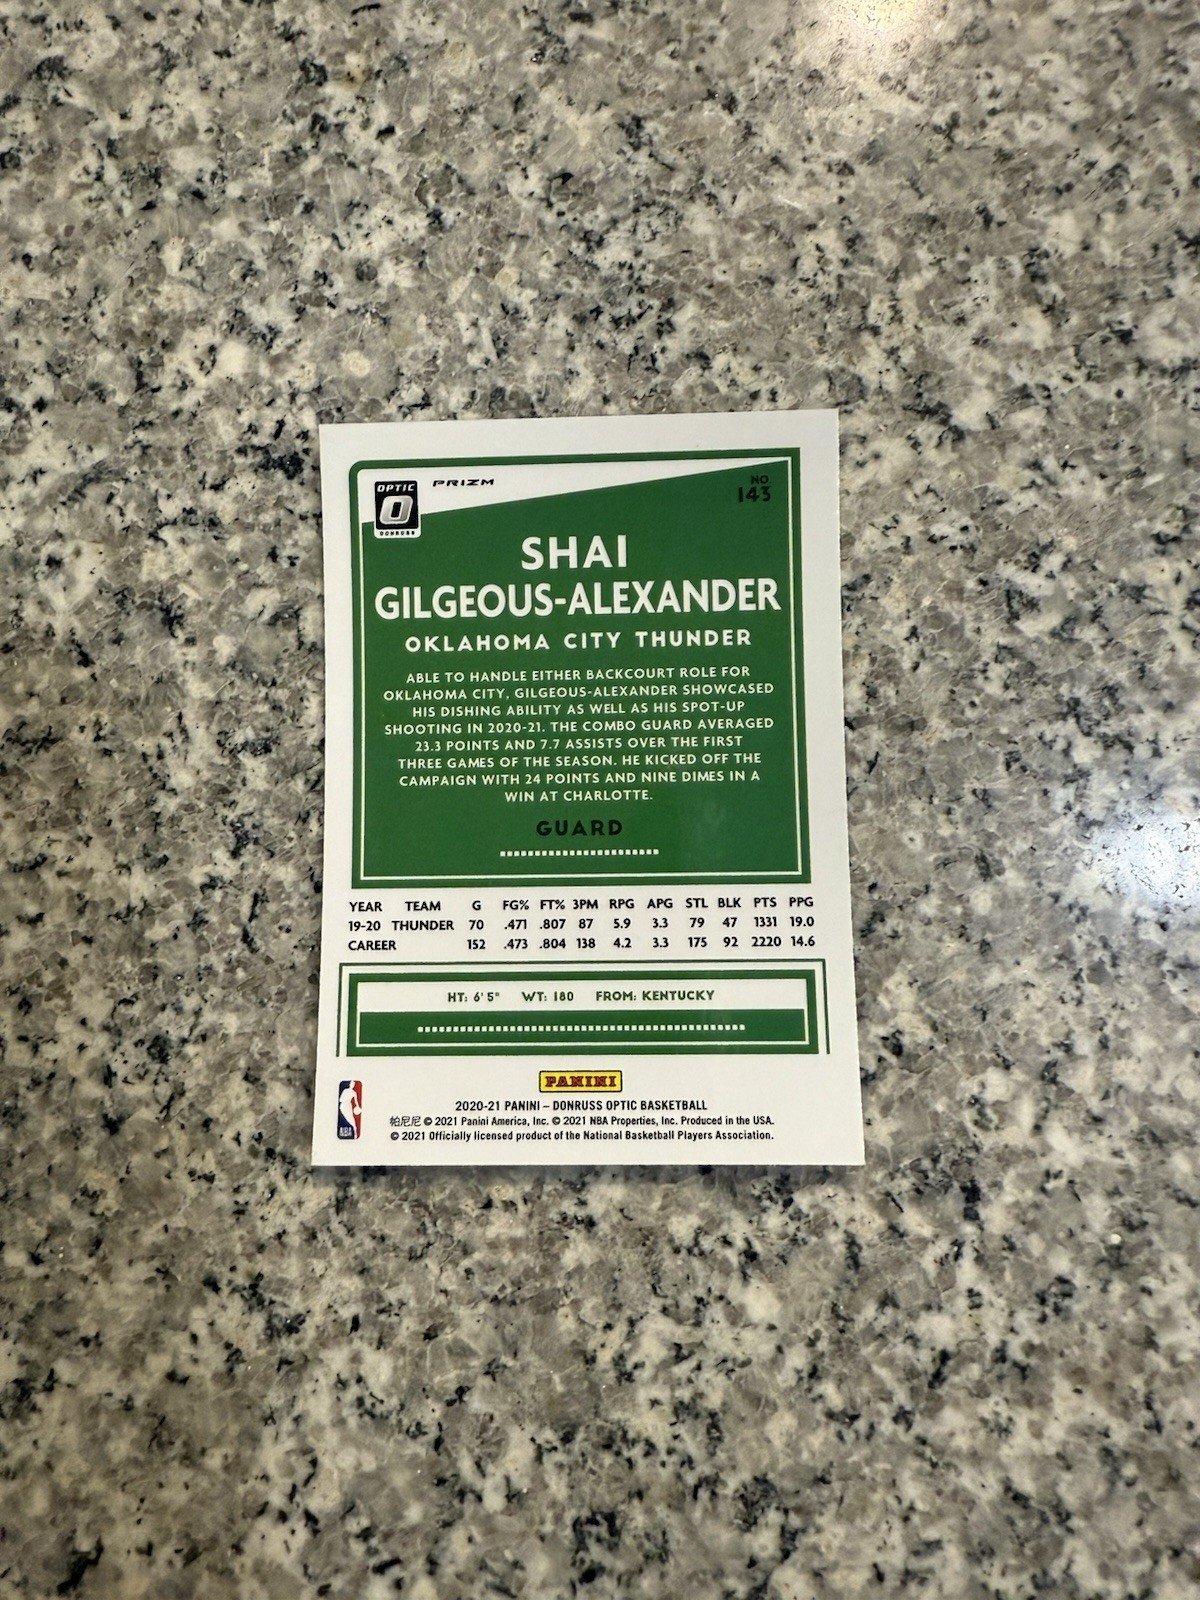 OPTIC
O
DONRUSS
PRIZM
NO.
143
SHAI
GILGEOUS-ALEXANDER
OKLAHOMA CITY THUNDER
ABLE TO HANDLE EITHER BACKCOURT ROLE FOR
OKLAHOMA CITY, GILGEOUS-ALEXANDER SHOWCASED
HIS DISHING ABILITY AS WELL AS HIS SPOT-UP
SHOOTING IN 2020-21. THE COMBO GUARD AVERAGED
23.3 POINTS AND 7.7 ASSISTS OVER THE FIRST
THREE GAMES OF THE SEASON. HE KICKED OFF THE
CAMPAIGN WITH 24 POINTS AND NINE DIMES IN A
WIN AT CHARLOTTE.
GUARD
YEAR TEAM G FG% FT% 3PM RPG APG STL BLK PTS PPG
19-20 THUNDER 70 .471 .807 87 5.9 3.3 79 47 1331 19.0
CAREER 152 .473 .804 138 4.2 3.3 175 92 2220 14.6
HT: 6' 5" WT: 180 FROM: KENTUCKY
PANINI
NBA
2020-21 PANINI – DONRUSS OPTIC BASKETBALL
帕尼尼 © 2021 Panini America, Inc. © 2021 NBA Properties, Inc. Produced in the USA.
© 2021 Officially licensed product of the National Basketball Players Association.